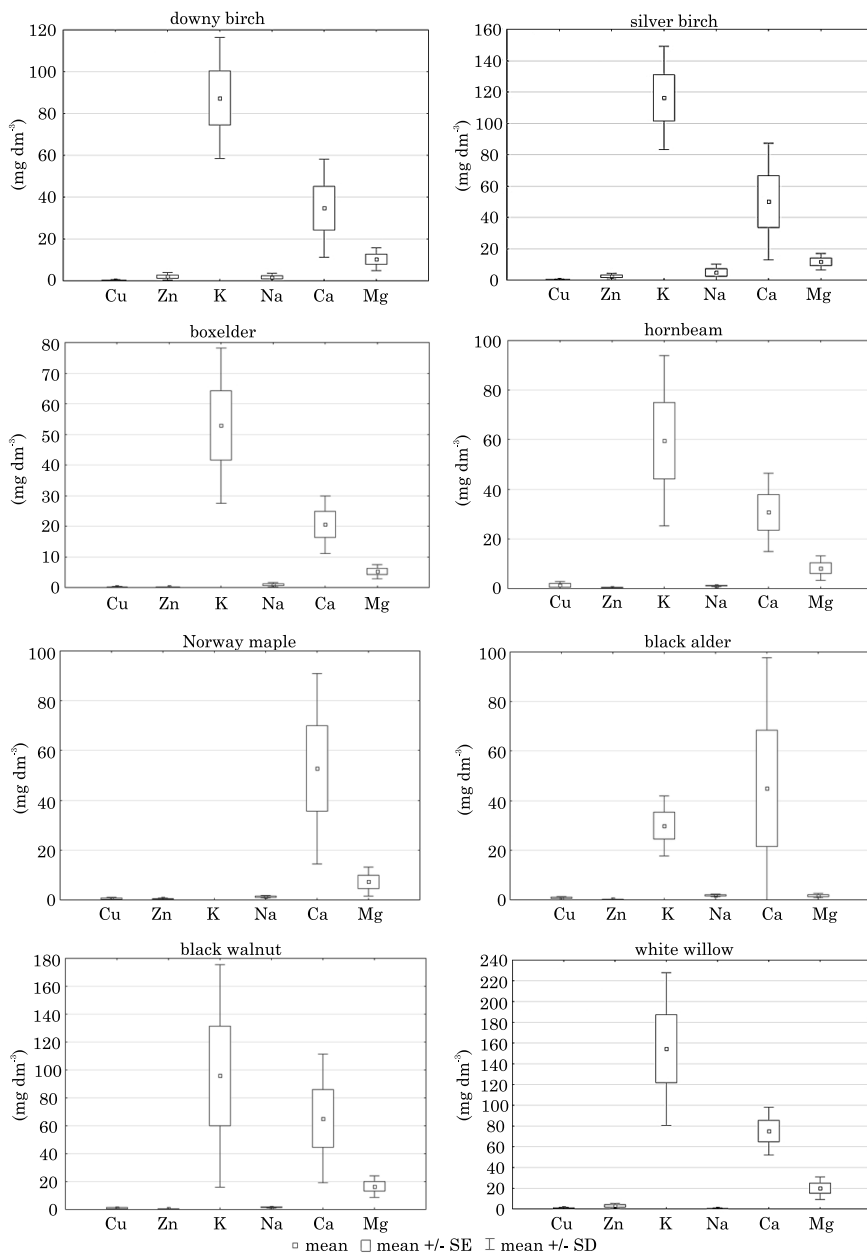 downy birch
120
100
80
60
40
20
0
(mg dm⁻³)
Cu Zn K Na Ca Mg
silver birch
160
140
120
100
80
60
40
20
0
(mg dm⁻³)
Cu Zn K Na Ca Mg
boxelder
80
70
60
50
40
30
20
10
0
(mg dm⁻³)
Cu Zn K Na Ca Mg
hornbeam
100
80
60
40
20
0
(mg dm⁻³)
Cu Zn K Na Ca Mg
Norway maple
100
80
60
40
20
0
(mg dm⁻³)
Cu Zn K Na Ca Mg
black alder
100
80
60
40
20
0
(mg dm⁻³)
Cu Zn K Na Ca Mg
black walnut
180
160
140
120
100
80
60
40
20
0
(mg dm⁻³)
Cu Zn K Na Ca Mg
white willow
240
220
200
180
160
140
120
100
80
60
40
20
0
(mg dm⁻³)
Cu Zn K Na Ca Mg
mean mean +/- SE mean +/- SD